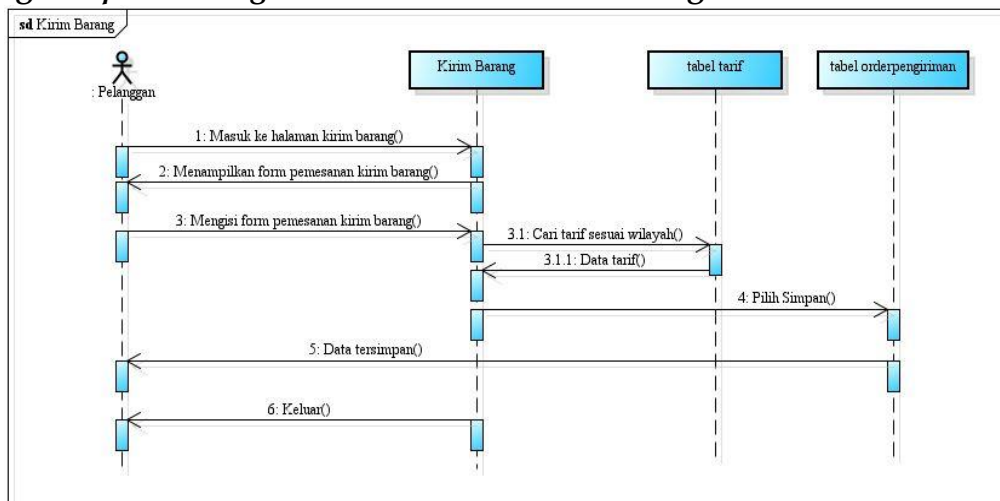 sd Kirim Barang
: Pelanggan
Kirim Barang
tabel tarif
tabel orderpengiriman
1: Masuk ke halaman kirim barang()
2: Menampilkan form pemesanan kirim barang()
3: Mengisi form pemesanan kirim barang()
3.1: Cari tarif sesuai wilayah()
3.1.1: Data tarif()
4: Pilih Simpan()
5: Data tersimpan()
6: Keluar()